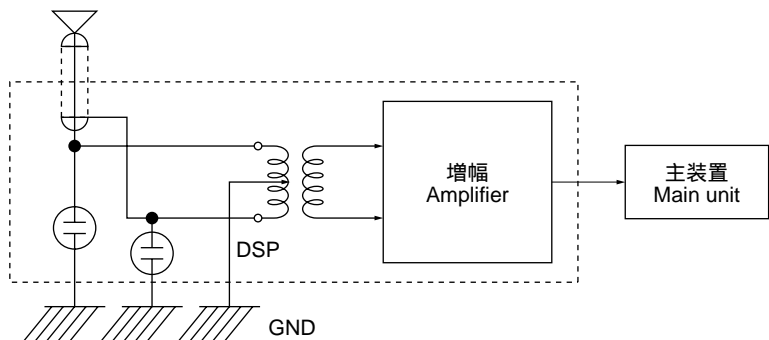 増幅
Amplifier
主装置
Main unit
DSP
GND